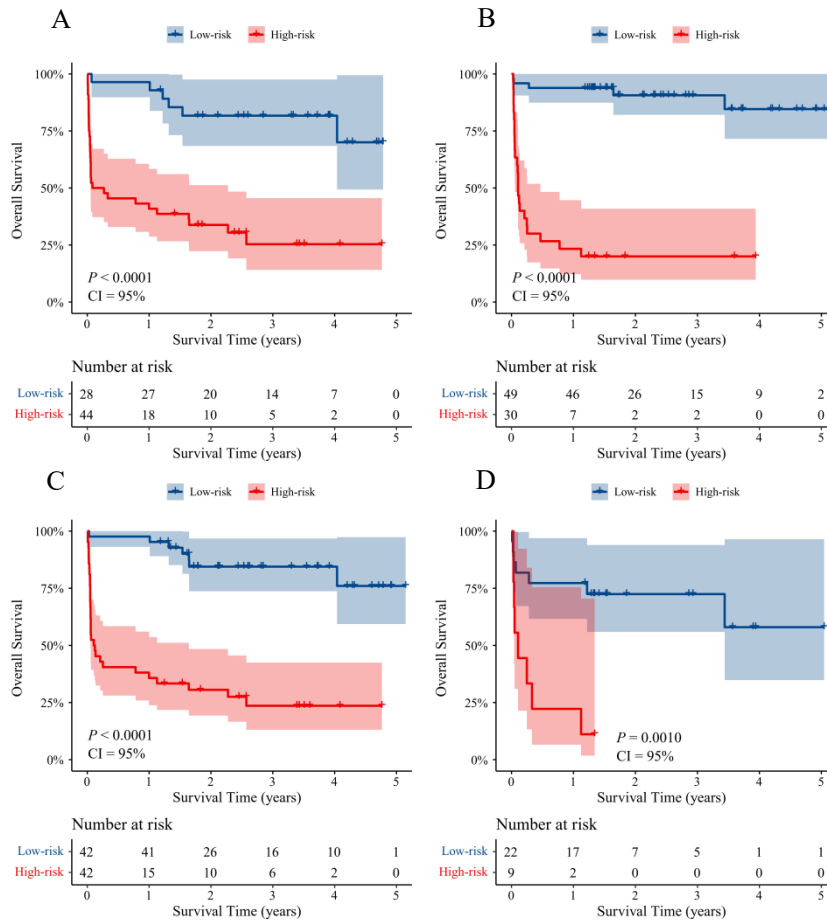 A
Low-risk High-risk
100%
75%
50%
25%
0%
Overall Survival
P < 0.0001
CI = 95%
0 1 2 3 4 5
Survival Time (years)
Number at risk
Low-risk 28 27 20 14 7 0
High-risk 44 18 10 5 2 0
0 1 2 3 4 5
Survival Time (years)
B
Low-risk High-risk
100%
75%
50%
25%
0%
Overall Survival
P < 0.0001
CI = 95%
0 1 2 3 4 5
Survival Time (years)
Number at risk
Low-risk 49 46 26 15 9 2
High-risk 30 7 2 2 0 0
0 1 2 3 4 5
Survival Time (years)
C
Low-risk High-risk
100%
75%
50%
25%
0%
Overall Survival
P < 0.0001
CI = 95%
0 1 2 3 4 5
Survival Time (years)
Number at risk
Low-risk 42 41 26 16 10 1
High-risk 42 15 10 6 2 0
0 1 2 3 4 5
Survival Time (years)
D
Low-risk High-risk
100%
75%
50%
25%
0%
Overall Survival
P = 0.0010
CI = 95%
0 1 2 3 4 5
Survival Time (years)
Number at risk
Low-risk 22 17 7 5 1 1
High-risk 9 2 0 0 0 0
0 1 2 3 4 5
Survival Time (years)